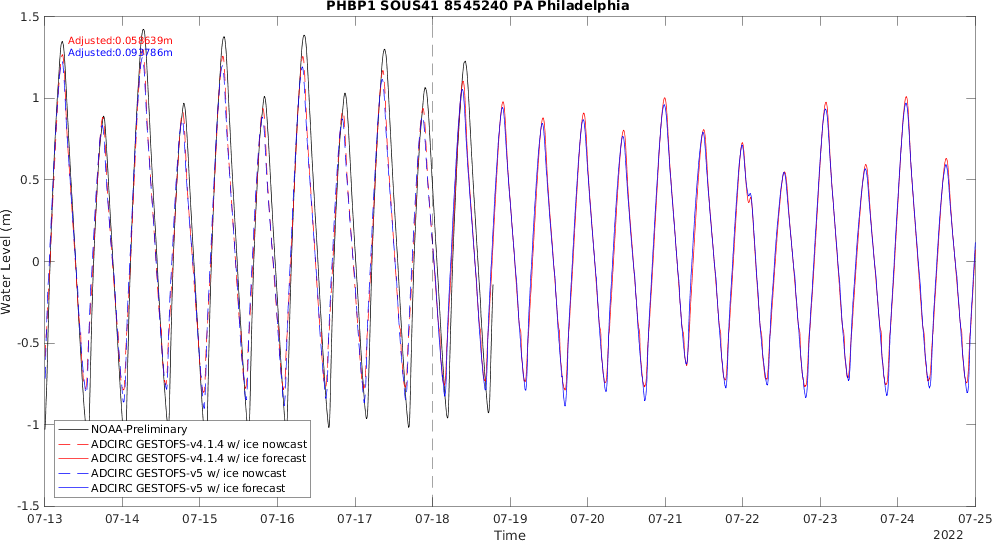 PHBP1 SOUS41 8545240 PA Philadelphia
Adjusted:0.058639m
Adjusted:0.093786m
Water Level (m)
1.5
1
0.5
0
-0.5
-1
-1.5
NOAA-Preliminary
ADCIRC GESTOFS-v4.1.4 w/ ice nowcast
ADCIRC GESTOFS-v4.1.4 w/ ice forecast
ADCIRC GESTOFS-v5 w/ ice nowcast
ADCIRC GESTOFS-v5 w/ ice forecast
07-13 07-14 07-15 07-16 07-17 07-18 07-19 07-20 07-21 07-22 07-23 07-24 07-25
Time
2022